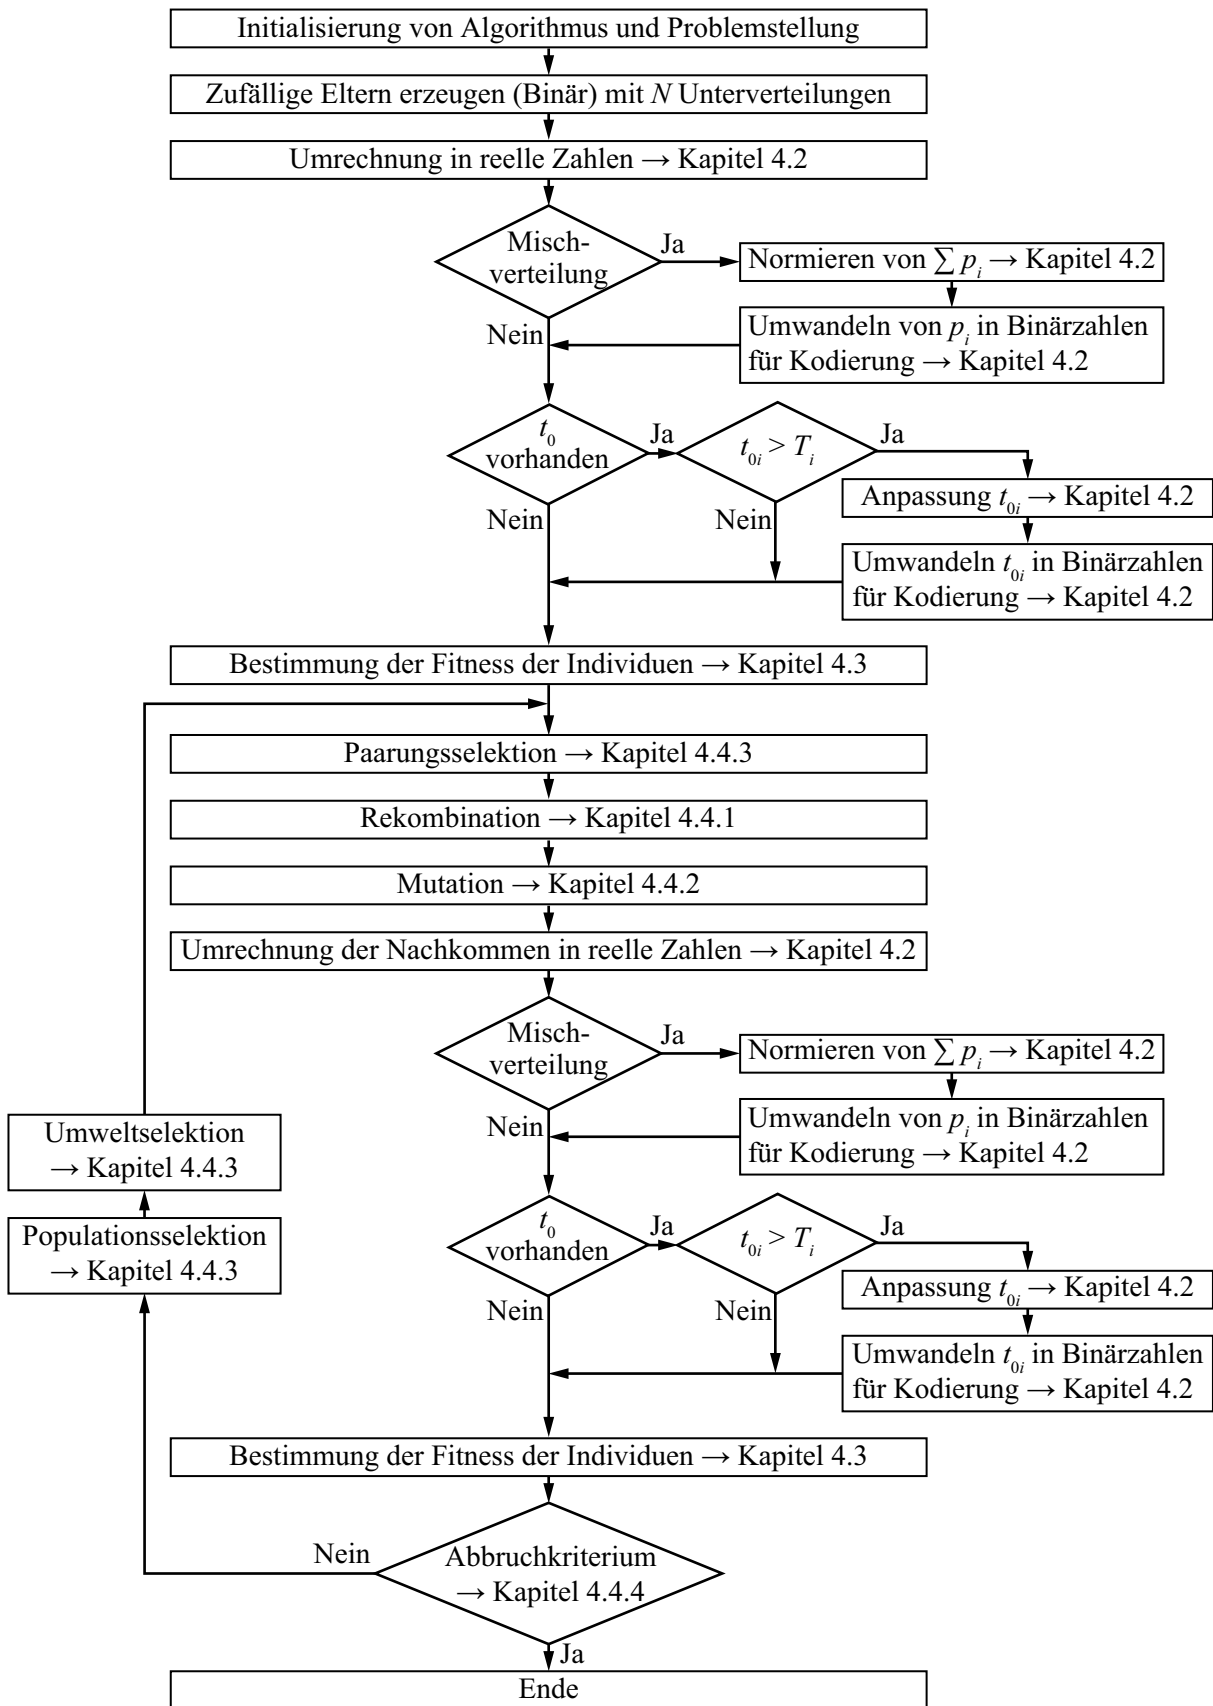 Initialisierung von Algorithmus und Problemstellung
Zufällige Eltern erzeugen (Binär) mit N Unterverteilungen
Umrechnung in reelle Zahlen → Kapitel 4.2
Misch-
verteilung
Ja
Normieren von ∑ pᵢ → Kapitel 4.2
Nein
Umwandeln von pᵢ in Binärzahlen
für Kodierung → Kapitel 4.2
t₀
vorhanden
Ja
t₀ᵢ > Tᵢ
Ja
Anpassung t₀ᵢ → Kapitel 4.2
Nein
Nein
Umwandeln t₀ᵢ in Binärzahlen
für Kodierung → Kapitel 4.2
Bestimmung der Fitness der Individuen → Kapitel 4.3
Paarungsselektion → Kapitel 4.4.3
Rekombination → Kapitel 4.4.1
Mutation → Kapitel 4.4.2
Umrechnung der Nachkommen in reelle Zahlen → Kapitel 4.2
Misch-
verteilung
Ja
Normieren von ∑ pᵢ → Kapitel 4.2
Nein
Umwandeln von pᵢ in Binärzahlen
für Kodierung → Kapitel 4.2
Umweltselektion
→ Kapitel 4.4.3
Populationsselektion
→ Kapitel 4.4.3
t₀
vorhanden
Ja
t₀ᵢ > Tᵢ
Ja
Anpassung t₀ᵢ → Kapitel 4.2
Nein
Nein
Umwandeln t₀ᵢ in Binärzahlen
für Kodierung → Kapitel 4.2
Bestimmung der Fitness der Individuen → Kapitel 4.3
Nein
Abbruchkriterium
→ Kapitel 4.4.4
Ja
Ende